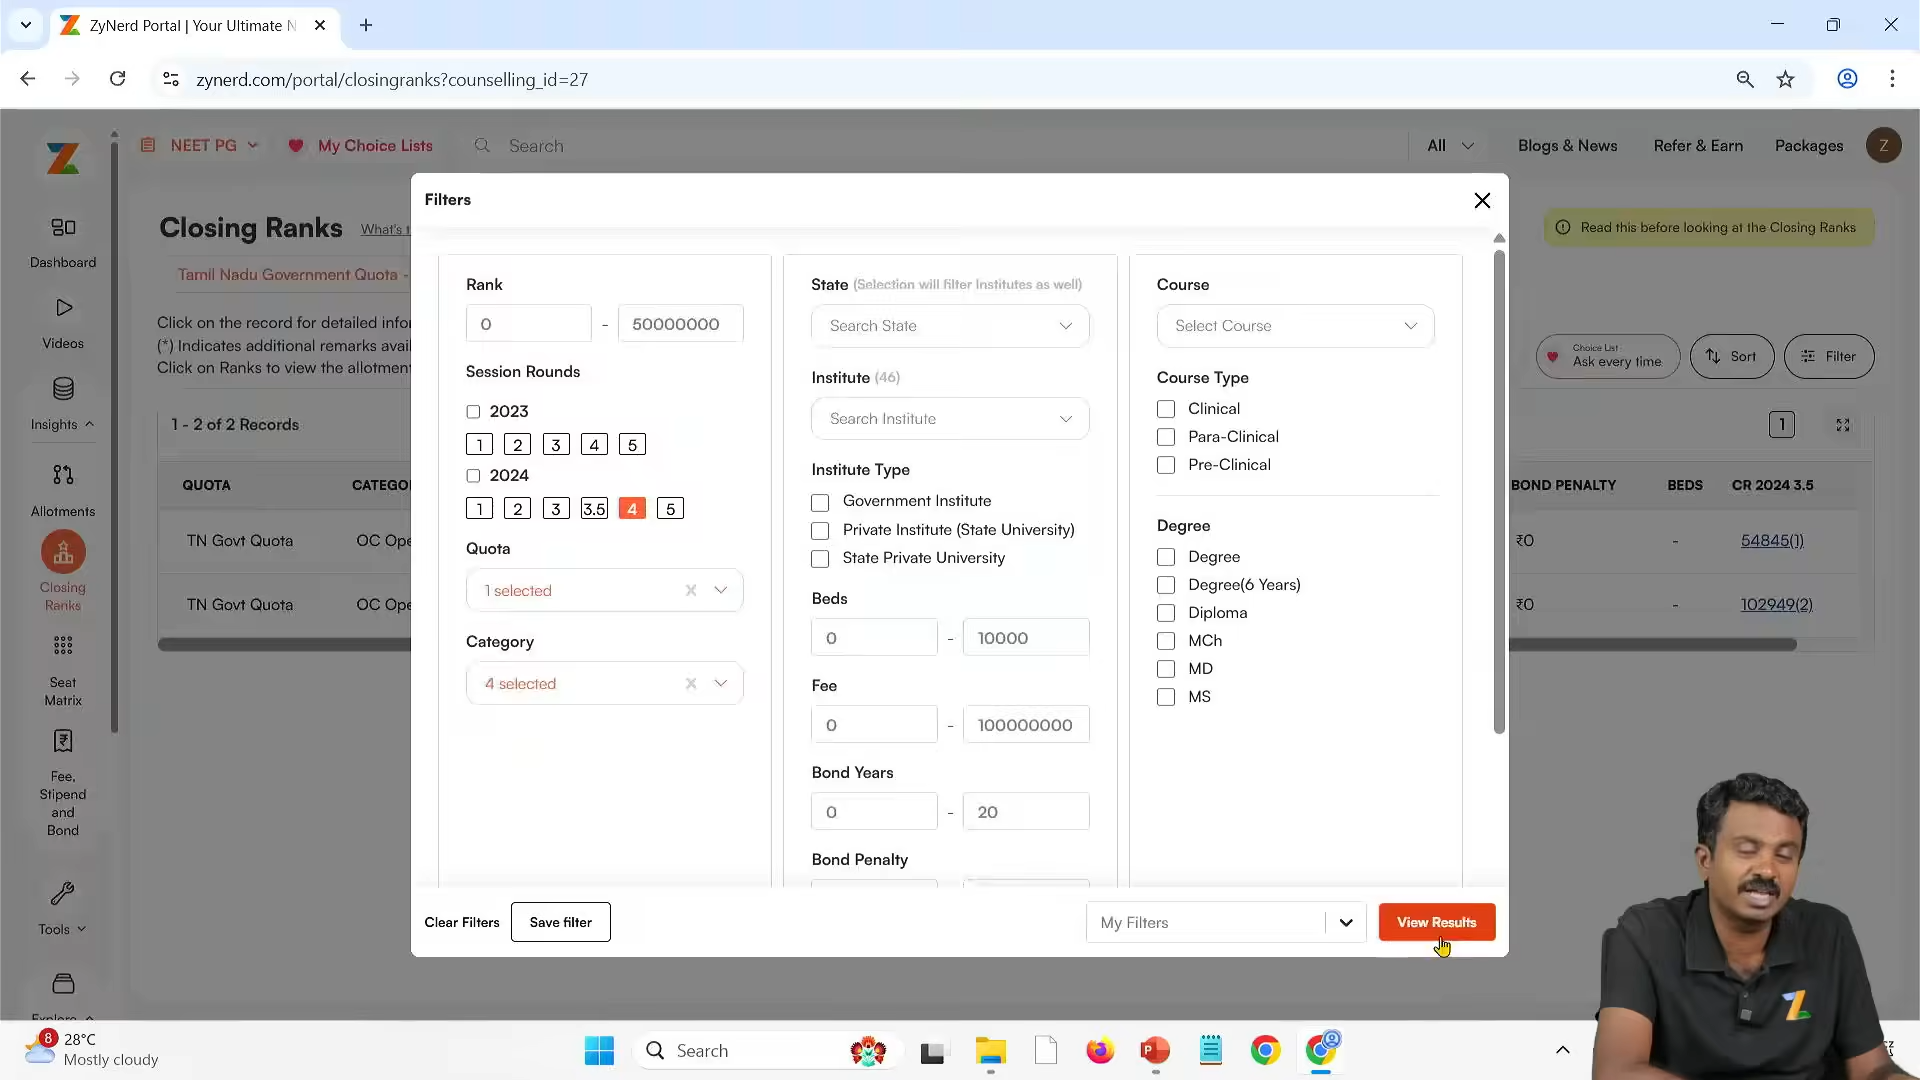 ZyNerd Portal | Your Ultimate N
zynerd.com/portal/closingranks?counselling_id=27
NEET PG
My Choice Lists
Search
All
Blogs & News
Refer & Earn
Packages
Z
Dashboard
Videos
Insights
Allotments
Closing
Ranks
Seat
Matrix
Fee,
Stipend
and
Bond
Tools
Explore
Closing Ranks
What's t
Read this before looking at the Closing Ranks
Tamil Nadu Government Quota -
Click on the record for detailed infor
(*) Indicates additional remarks avai
Click on Ranks to view the allotmen
Choice List
Ask every time
Sort
Filter
1 - 2 of 2 Records
1
QUOTA
CATEGO
BOND PENALTY
BEDS
CR 2024 3.5
TN Govt Quota
OC Ope
₹0
-
54845(1)
TN Govt Quota
OC Ope
₹0
-
102949(2)
Filters
Rank
0
-
50000000
Session Rounds
2023
1 2 3 4 5
2024
1 2 3 3.5 4 5
Quota
1 selected
Category
4 selected
State (Selection will filter Institutes as well)
Search State
Institute (46)
Search Institute
Institute Type
Government Institute
Private Institute (State University)
State Private University
Beds
0 - 10000
Fee
0 - 100000000
Bond Years
0 - 20
Bond Penalty
Course
Select Course
Course Type
Clinical
Para-Clinical
Pre-Clinical
Degree
Degree
Degree(6 Years)
Diploma
MCh
MD
MS
Clear Filters
Save filter
My Filters
View Results
8
28°C
Mostly cloudy
Search